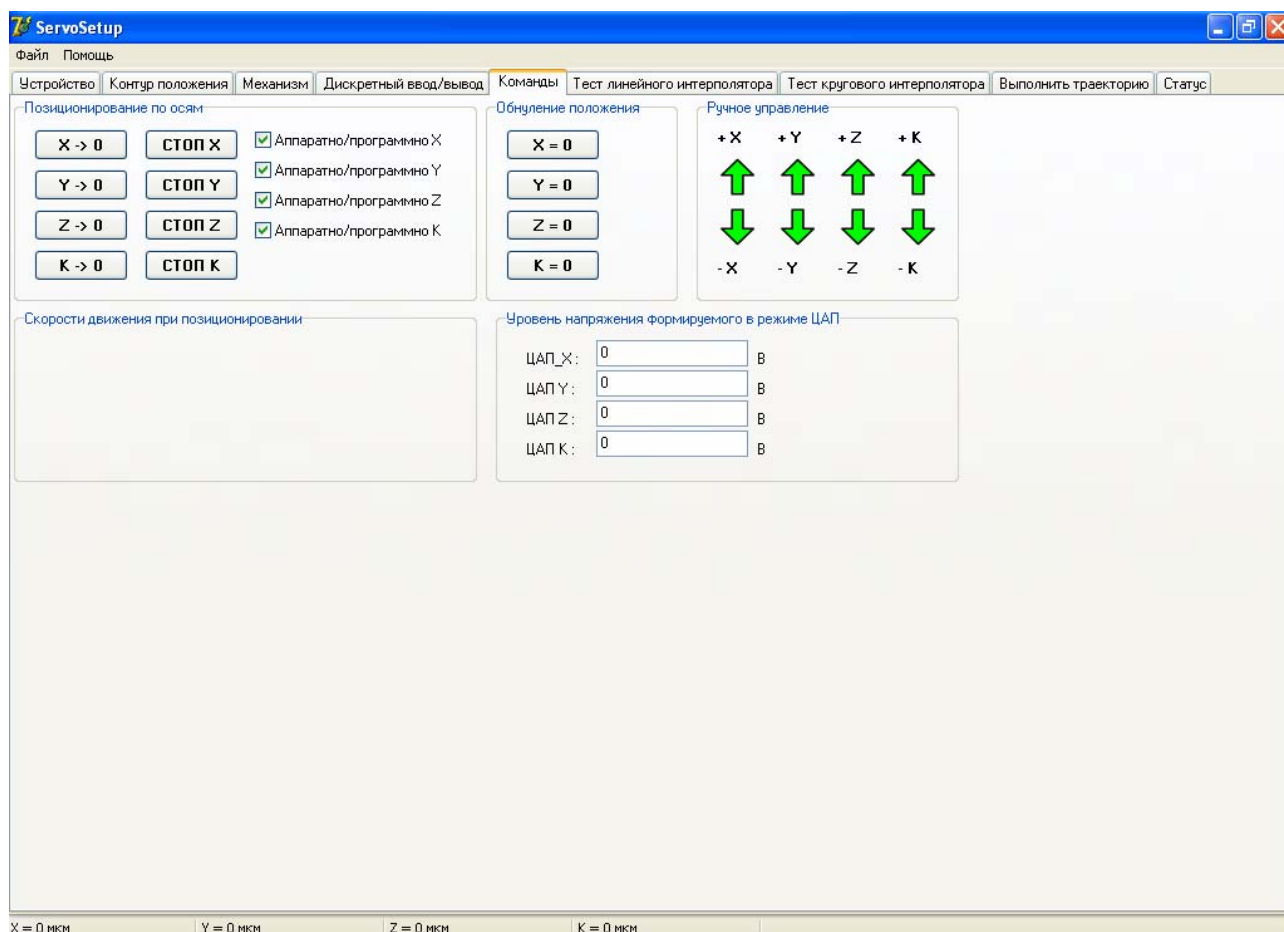 ServoSetup
Файл Помощь
Устройство Контур положения Механизм Дискретный ввод/вывод Команды Тест линейного интерполятора Тест кругового интерполятора Выполнить траекторию Статус
Позиционирование по осям
X -> 0 СТОП X Аппаратно/программно X
Y -> 0 СТОП Y Аппаратно/программно Y
Z -> 0 СТОП Z Аппаратно/программно Z
K -> 0 СТОП K Аппаратно/программно K
Обнуление положения
X = 0
Y = 0
Z = 0
K = 0
Ручное управление
+ X + Y + Z + K
- X - Y - Z - K
Скорости движения при позиционировании
Уровень напряжения формируемого в режиме ЦАП
ЦАП_X : 0 В
ЦАП Y : 0 В
ЦАП Z : 0 В
ЦАП K : 0 В
X = 0 мкм Y = 0 мкм Z = 0 мкм K = 0 мкм